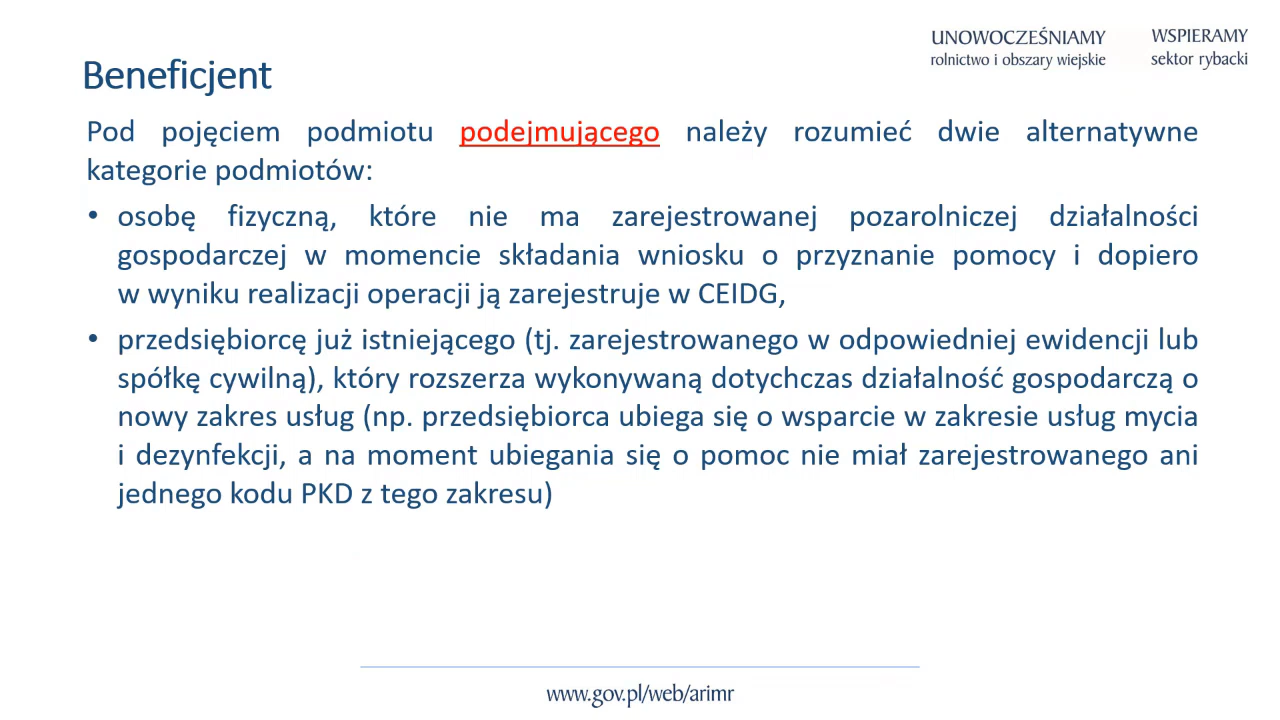 UNOWOCZEŚNIAMY
rolnictwo i obszary wiejskie
WSPIERAMY
sektor rybacki
Beneficjent
Pod pojęciem podmiotu podejmującego należy rozumieć dwie alternatywne
kategorie podmiotów:
• osobę fizyczną, które nie ma zarejestrowanej pozarolniczej działalności
gospodarczej w momencie składania wniosku o przyznanie pomocy i dopiero
w wyniku realizacji operacji ją zarejestruje w CEIDG,
• przedsiębiorcę już istniejącego (tj. zarejestrowanego w odpowiedniej ewidencji lub
spółkę cywilną), który rozszerza wykonywaną dotychczas działalność gospodarczą o
nowy zakres usług (np. przedsiębiorca ubiega się o wsparcie w zakresie usług mycia
i dezynfekcji, a na moment ubiegania się o pomoc nie miał zarejestrowanego ani
jednego kodu PKD z tego zakresu)
www.gov.pl/web/arimr